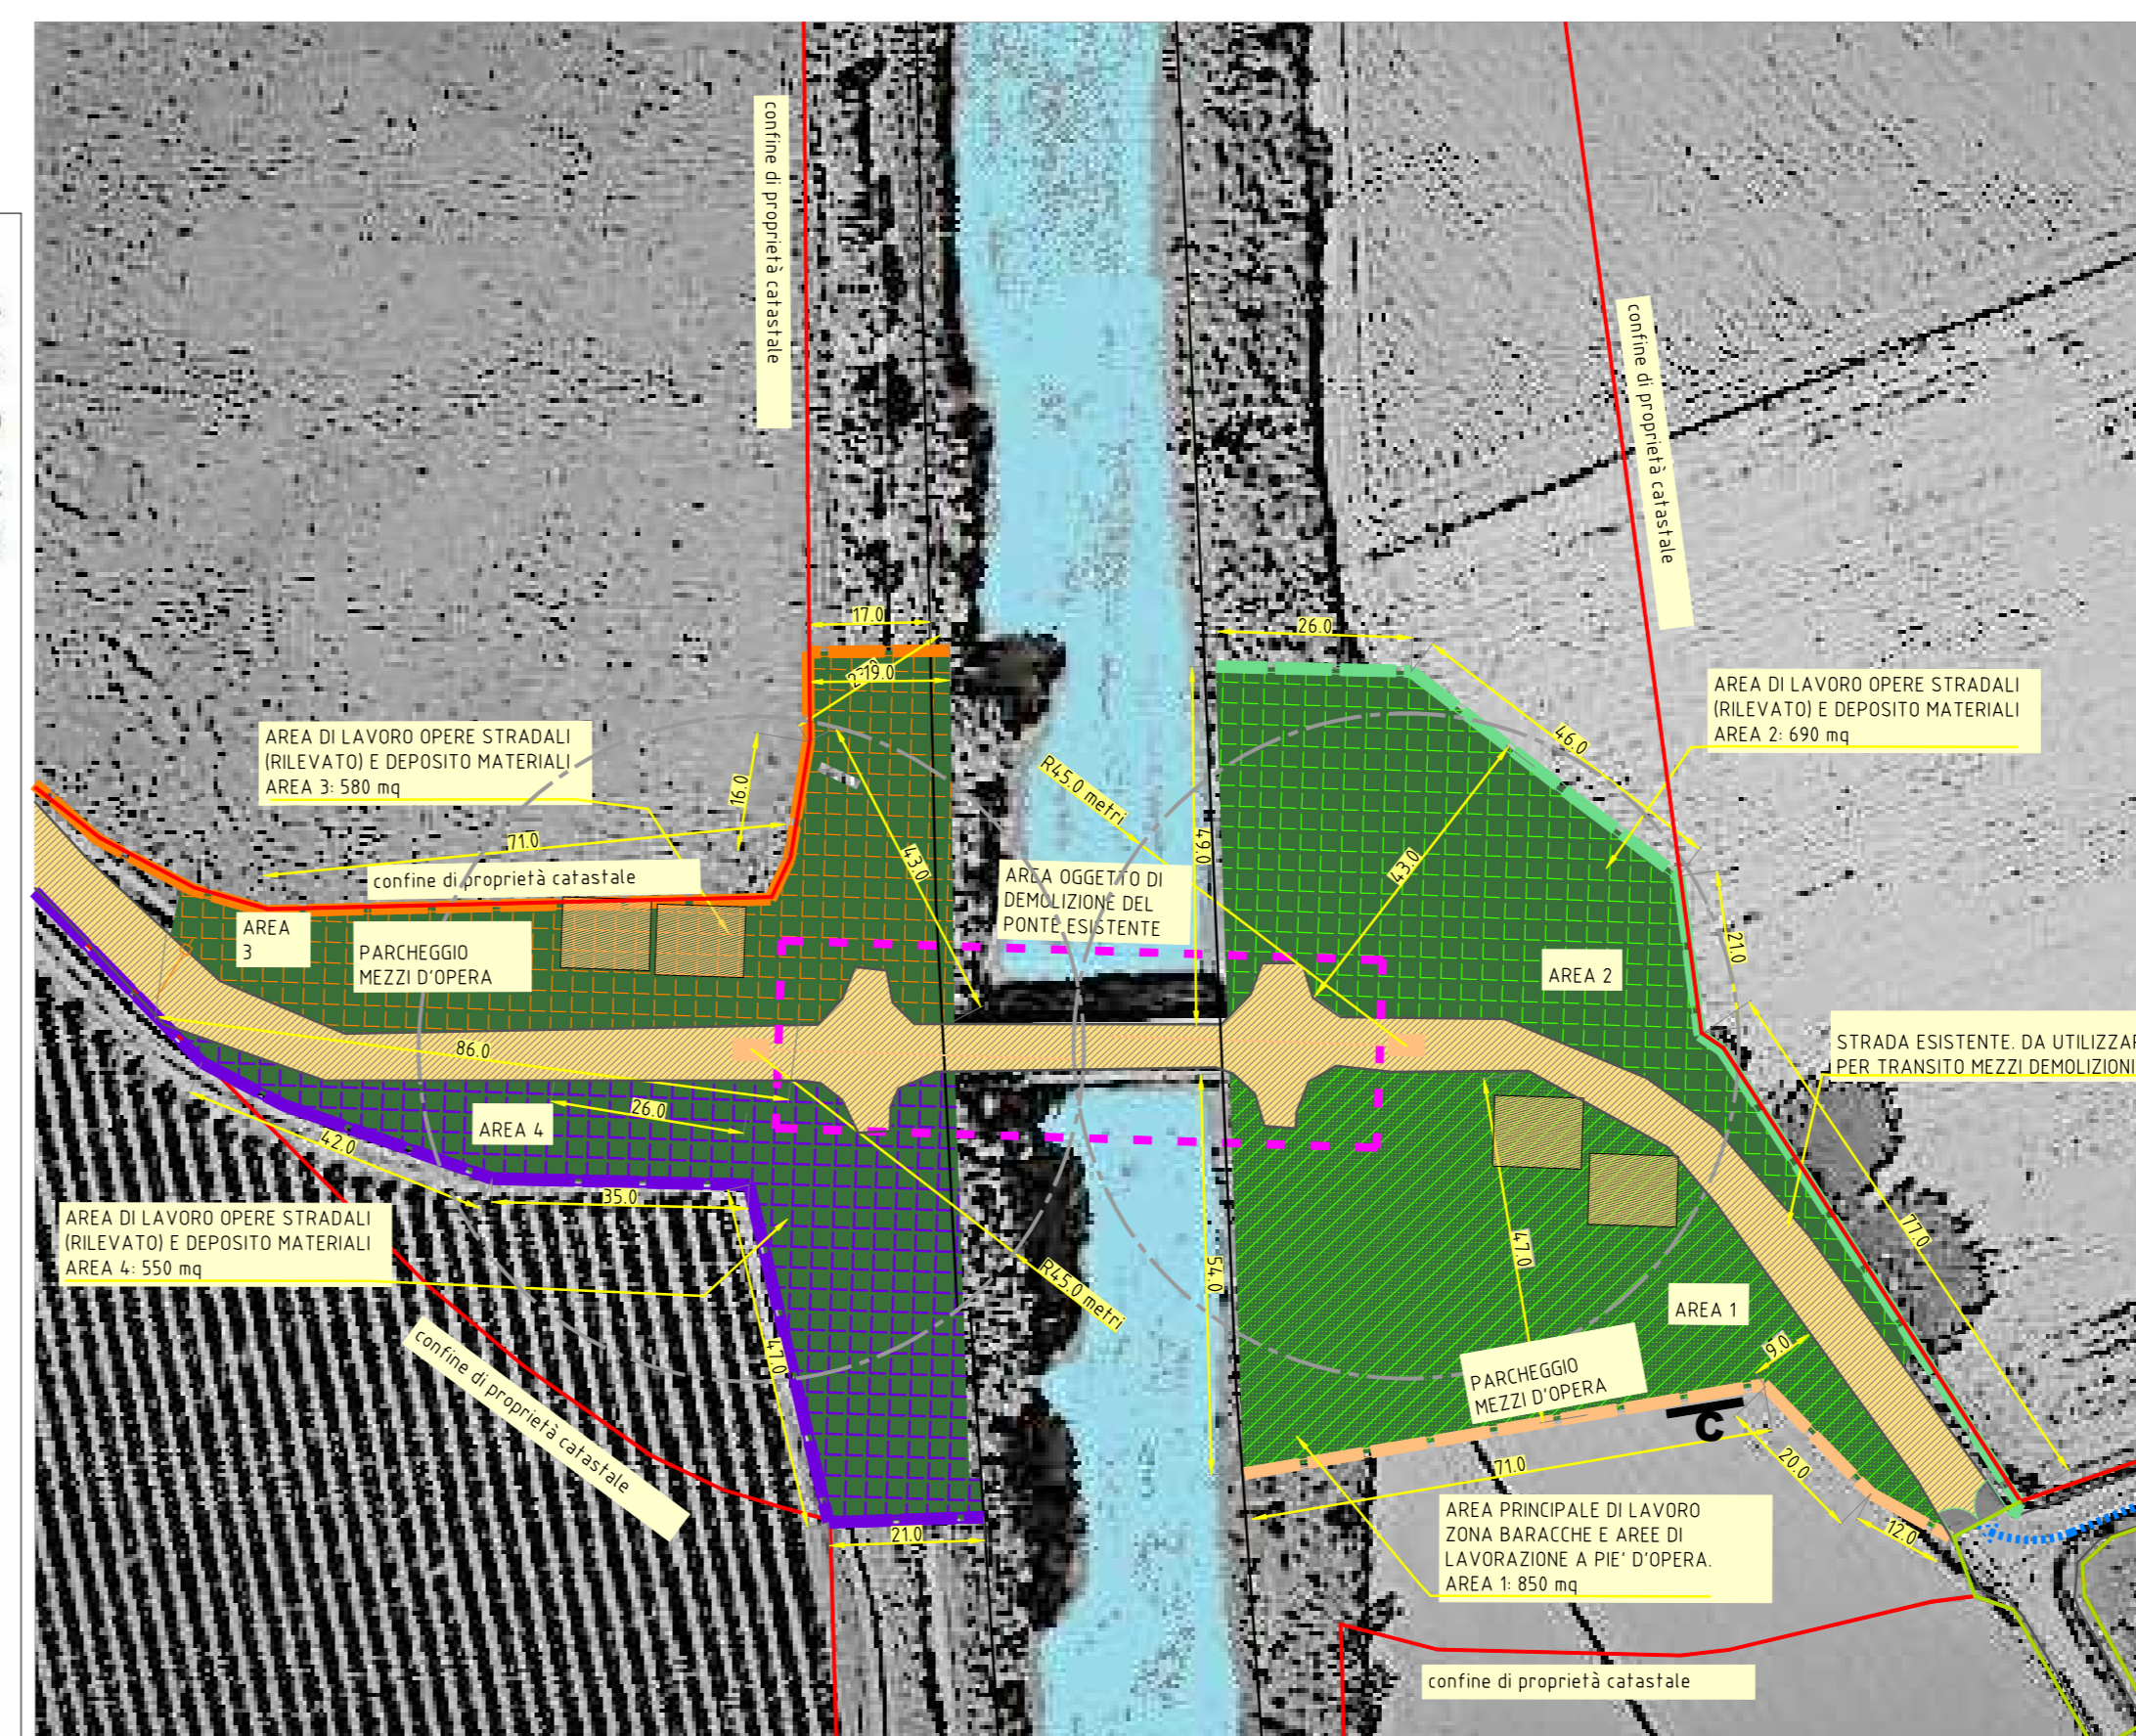 confine di proprietà catastale
confine di proprietà catastale
17.0
19.0
26.0
46.0
AREA DI LAVORO OPERE STRADALI
(RILEVATO) E DEPOSITO MATERIALI
AREA 2: 690 mq
AREA DI LAVORO OPERE STRADALI
(RILEVATO) E DEPOSITO MATERIALI
AREA 3: 580 mq
16.0
71.0
43.0
R45.0 metri
49.0
43.0
21.0
confine di proprietà catastale
AREA OGGETTO DI
DEMOLIZIONE DEL
PONTE ESISTENTE
AREA
3
PARCHEGGIO
MEZZI D'OPERA
AREA 2
STRADA ESISTENTE. DA UTILIZZAR
PER TRANSITO MEZZI DEMOLIZIONI
86.0
26.0
AREA 4
42.0
35.0
AREA DI LAVORO OPERE STRADALI
(RILEVATO) E DEPOSITO MATERIALI
AREA 4: 550 mq
47.0
R45.0 metri
54.0
47.0
77.0
AREA 1
9.0
PARCHEGGIO
MEZZI D'OPERA
C
confine di proprietà catastale
71.0
20.0
12.0
21.0
AREA PRINCIPALE DI LAVORO
ZONA BARACCHE E AREE DI
LAVORAZIONE A PIE' D'OPERA.
AREA 1: 850 mq
confine di proprietà catastale